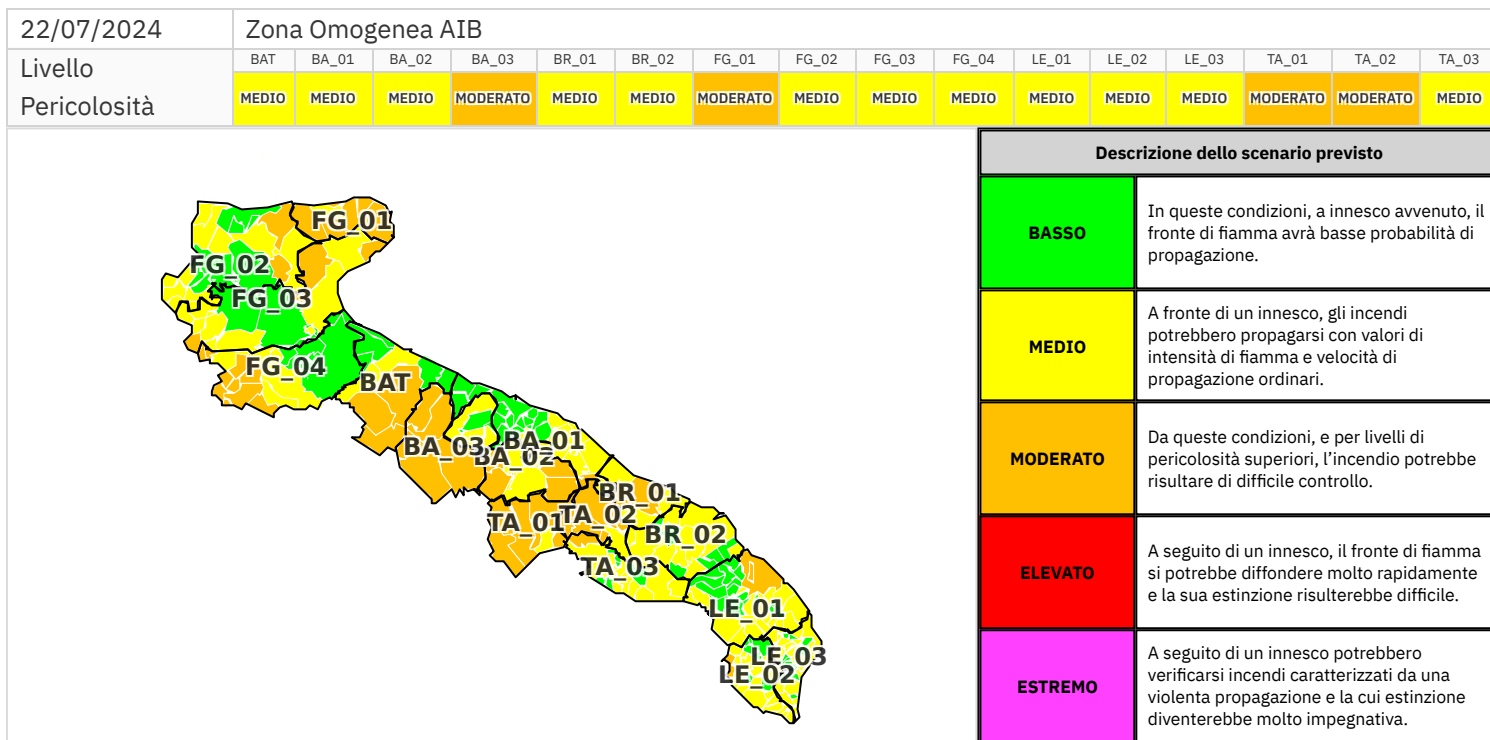 22/07/2024 Zona Omogenea AIB
Livello Pericolosità
BAT BA_01 BA_02 BA_03 BR_01 BR_02 FG_01 FG_02 FG_03 FG_04 LE_01 LE_02 LE_03 TA_01 TA_02 TA_03
MEDIO MEDIO MEDIO MODERATO MEDIO MEDIO MODERATO MEDIO MEDIO MEDIO MEDIO MEDIO MEDIO MODERATO MODERATO MEDIO
FG_01
FG_02
FG_03
FG_04
BAT
BA_03
BA_01
BA_02
BR_01
TA_01
TA_02
BR_02
TA_03
LE_01
LE_03
LE_02
Descrizione dello scenario previsto
BASSO
In queste condizioni, a innesco avvenuto, il
fronte di fiamma avrà basse probabilità di
propagazione.
MEDIO
A fronte di un innesco, gli incendi
potrebbero propagarsi con valori di
intensità di fiamma e velocità di
propagazione ordinari.
MODERATO
Da queste condizioni, e per livelli di
pericolosità superiori, l’incendio potrebbe
risultare di difficile controllo.
ELEVATO
A seguito di un innesco, il fronte di fiamma
si potrebbe diffondere molto rapidamente
e la sua estinzione risulterebbe difficile.
ESTREMO
A seguito di un innesco potrebbero
verificarsi incendi caratterizzati da una
violenta propagazione e la cui estinzione
diventerebbe molto impegnativa.